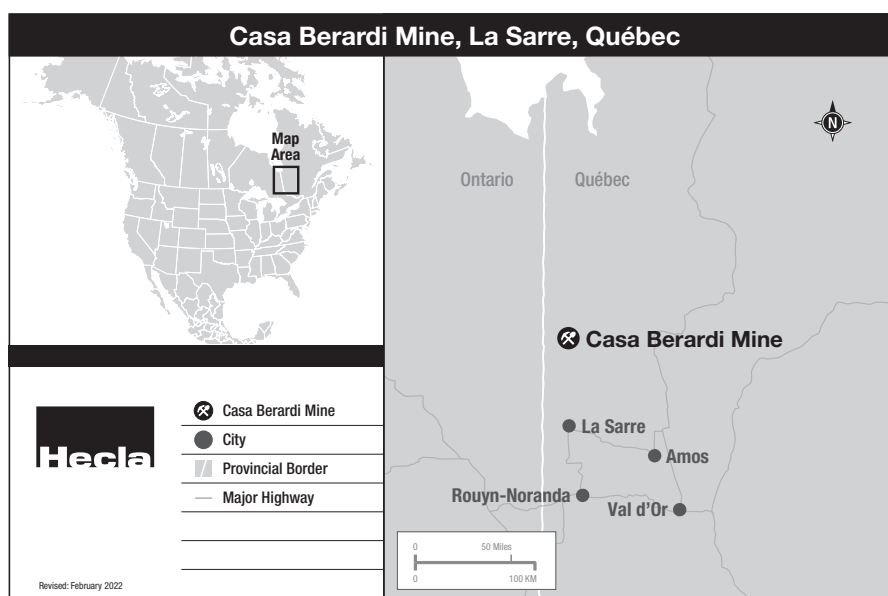 Casa Berardi Mine, La Sarre, Québec
Map
Area
N
Ontario
Québec
Casa Berardi Mine
La Sarre
Amos
Rouyn-Noranda
Val d’Or
0
50 Miles
0
100 KM
Hecla
Casa Berardi Mine
City
Provincial Border
Major Highway
Revised: February 2022